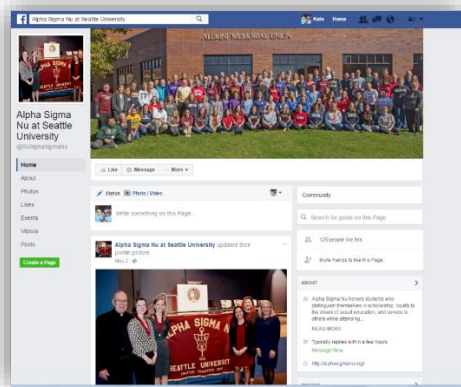 Alpha Sigma Nu at Seattle University
Kate Home
ALUMNI MEMORIAL UNION
Alpha Sigma
Nu at Seattle
University
@SUAlphaSigmaNu
Home
About
Photos
Likes
Events
Videos
Posts
Create a Page
Like Message More
Status Photo / Video
Write something on this Page...
Alpha Sigma Nu at Seattle University updated their
profile picture.
May 2
ALPHA SIGMA N
SEATTLE UNIVERSITY
Community
Search for posts on this Page
125 people like this
Invite friends to like this Page
ABOUT
Alpha Sigma Nu honors students who
distinguish themselves in scholarship, loyalty to
the ideals of Jesuit education, and service to
others while attending...
READ MORE
Typically replies within a few hours
Message Now
http://alphasigmanu.org/